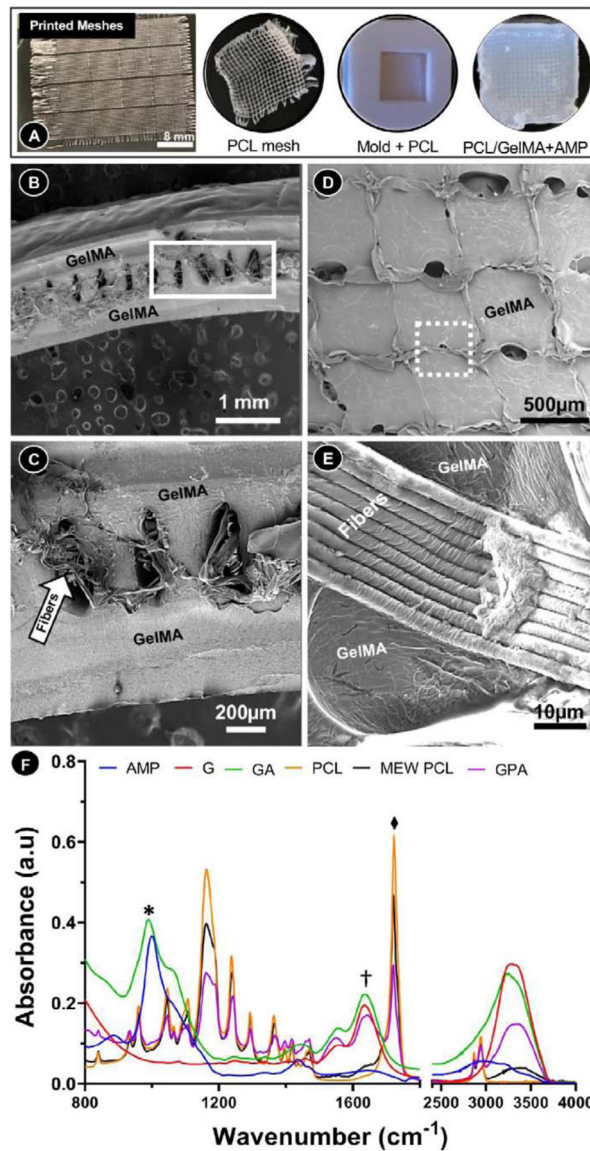 Printed Meshes
A
8 mm
PCL mesh
Mold + PCL
PCL/GelMA+AMP
B
GelMA
GelMA
1 mm
D
GelMA
500µm
C
GelMA
Fibers
GelMA
200µm
E
GelMA
Fibers
GelMA
10µm
F
AMP G GA PCL MEW PCL GPA
Absorbance (a.u)
0.8
0.6
0.4
0.2
0.0
*
†
♦
800 1200 1600 2500 3000 3500 4000
Wavenumber (cm⁻¹)